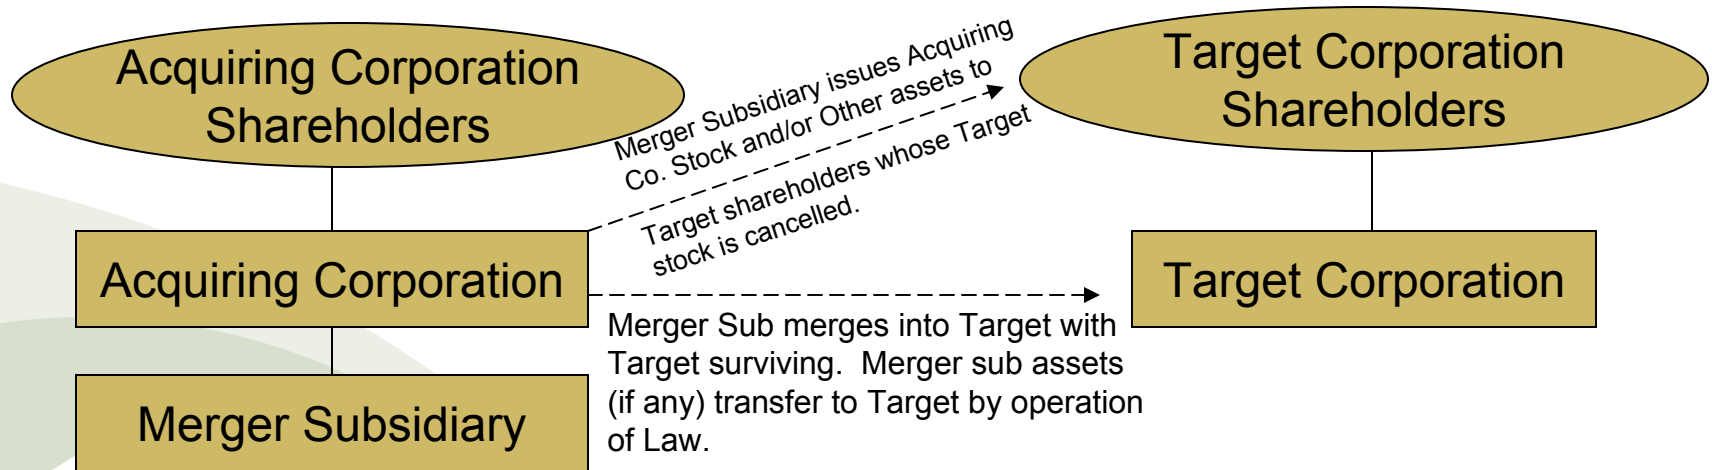 Acquiring Corporation
Shareholders
Merger Subsidiary issues Acquiring
Co. Stock and/or Other assets to
Target shareholders whose Target
stock is cancelled.
Target Corporation
Shareholders
Acquiring Corporation
Target Corporation
Merger Sub merges into Target with
Target surviving.  Merger sub assets
(if any) transfer to Target by operation
of Law.
Merger Subsidiary